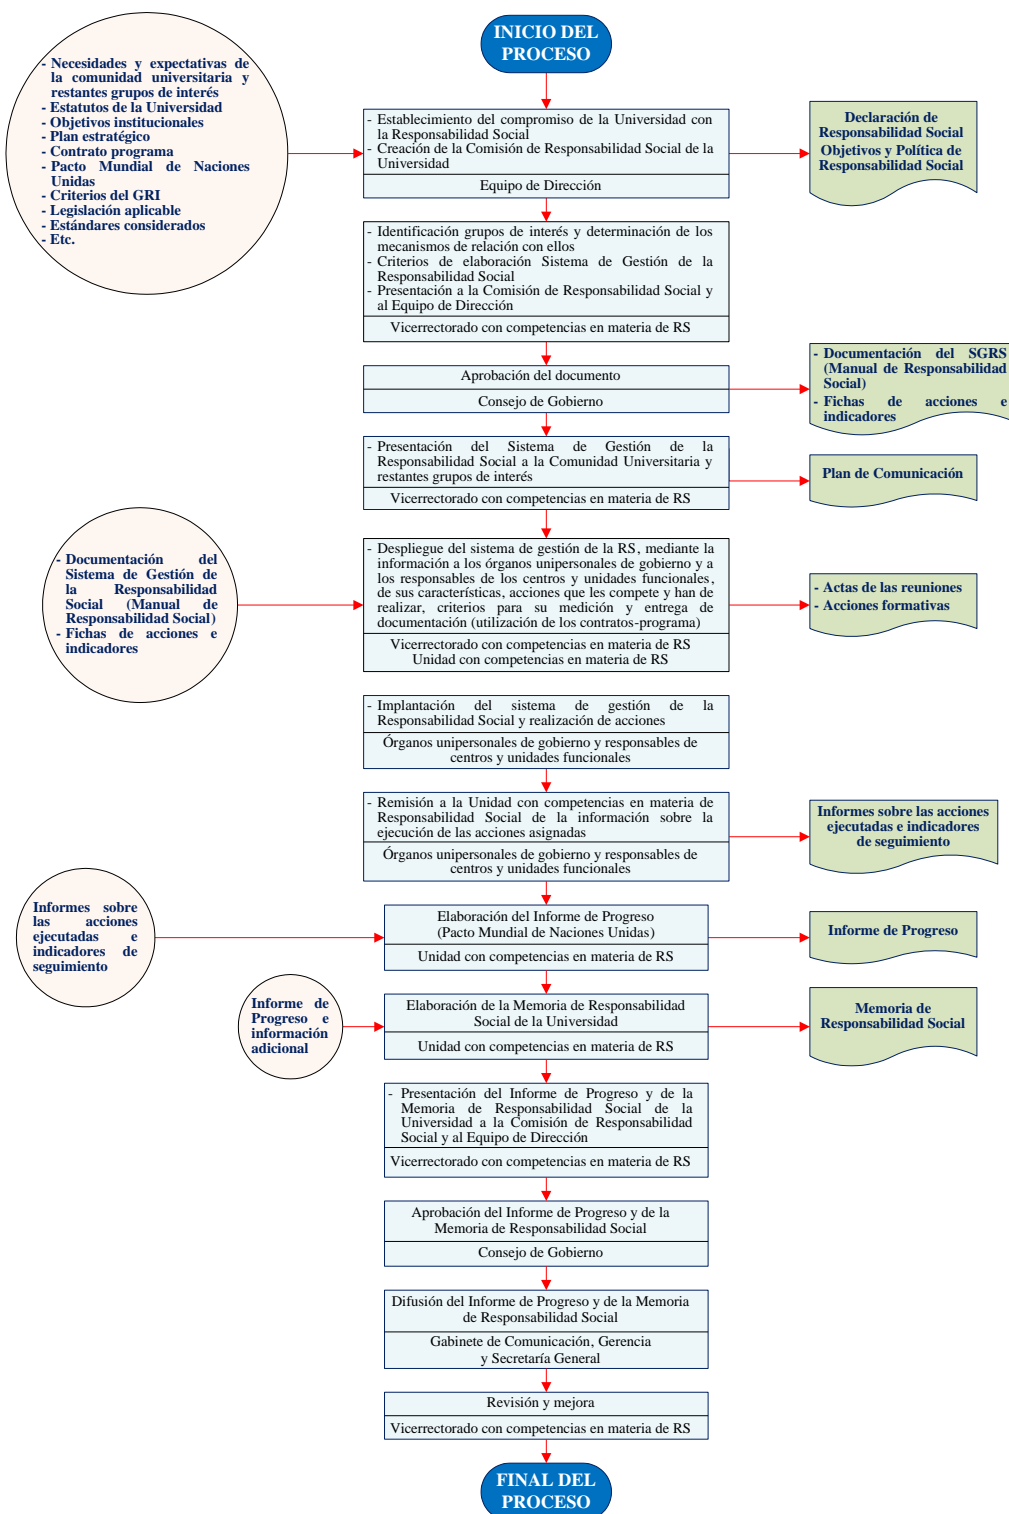 INICIO DEL
PROCESO
- Necesidades y expectativas de
la comunidad universitaria y
restantes grupos de interés
- Estatutos de la Universidad
- Objetivos institucionales
- Plan estratégico
- Contrato programa
- Pacto Mundial de Naciones
Unidas
- Criterios del GRI
- Legislación aplicable
- Estándares considerados
- Etc.
- Establecimiento del compromiso de la Universidad con
la Responsabilidad Social
- Creación de la Comisión de Responsabilidad Social de la
Universidad
Equipo de Dirección
Declaración de
Responsabilidad Social
Objetivos y Política de
Responsabilidad Social
- Identificación grupos de interés y determinación de los
mecanismos de relación con ellos
- Criterios de elaboración Sistema de Gestión de la
Responsabilidad Social
- Presentación a la Comisión de Responsabilidad Social y
al Equipo de Dirección
Vicerrectorado con competencias en materia de RS
Aprobación del documento
Consejo de Gobierno
- Documentación del SGRS
(Manual de Responsabilidad
Social)
- Fichas de acciones e
indicadores
- Presentación del Sistema de Gestión de la
Responsabilidad Social a la Comunidad Universitaria y
restantes grupos de interés
Vicerrectorado con competencias en materia de RS
Plan de Comunicación
- Documentación del
Sistema de Gestión de
la Responsabilidad
Social (Manual de
Responsabilidad Social)
- Fichas de acciones e
indicadores
- Despliegue del sistema de gestión de la RS, mediante la
información a los órganos unipersonales de gobierno y a
los responsables de los centros y unidades funcionales,
de sus características, acciones que les compete y han de
realizar, criterios para su medición y entrega de
documentación (utilización de los contratos-programa)
Vicerrectorado con competencias en materia de RS
Unidad con competencias en materia de RS
- Actas de las reuniones
- Acciones formativas
- Implantación del sistema de gestión de la
Responsabilidad Social y realización de acciones
Órganos unipersonales de gobierno y responsables de
centros y unidades funcionales
- Remisión a la Unidad con competencias en materia de
Responsabilidad Social de la información sobre la
ejecución de las acciones asignadas
Órganos unipersonales de gobierno y responsables de
centros y unidades funcionales
Informes sobre las acciones
ejecutadas e indicadores
de seguimiento
Informes sobre
las acciones
ejecutadas e
indicadores de
seguimiento
Elaboración del Informe de Progreso
(Pacto Mundial de Naciones Unidas)
Unidad con competencias en materia de RS
Informe de Progreso
Informe de
Progreso e
información
adicional
Elaboración de la Memoria de Responsabilidad
Social de la Universidad
Unidad con competencias en materia de RS
Memoria de
Responsabilidad Social
- Presentación del Informe de Progreso y de la
Memoria de Responsabilidad Social de la
Universidad a la Comisión de Responsabilidad
Social y al Equipo de Dirección
Vicerrectorado con competencias en materia de RS
Aprobación del Informe de Progreso y de la
Memoria de Responsabilidad Social
Consejo de Gobierno
Difusión del Informe de Progreso y de la Memoria
de Responsabilidad Social
Gabinete de Comunicación, Gerencia
y Secretaría General
Revisión y mejora
Vicerrectorado con competencias en materia de RS
FINAL DEL
PROCESO